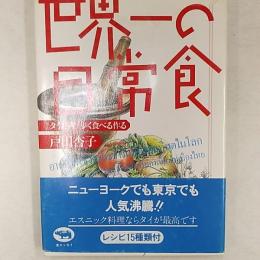 世界一の
日常食
タイ料理 歩く食べる作る
戸田杏子
ニューヨークでも東京でも
人気沸騰!!
エスニック料理ならタイが最高です
レシピ15種類付